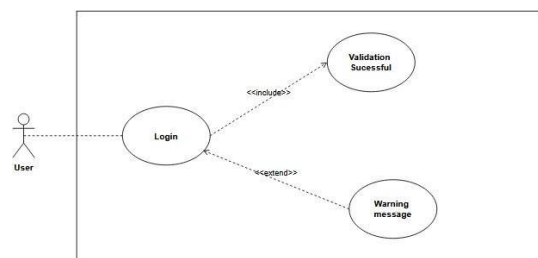 Validation
Sucessful
<<include>>
Login
User
<<extend>>
Warning
message